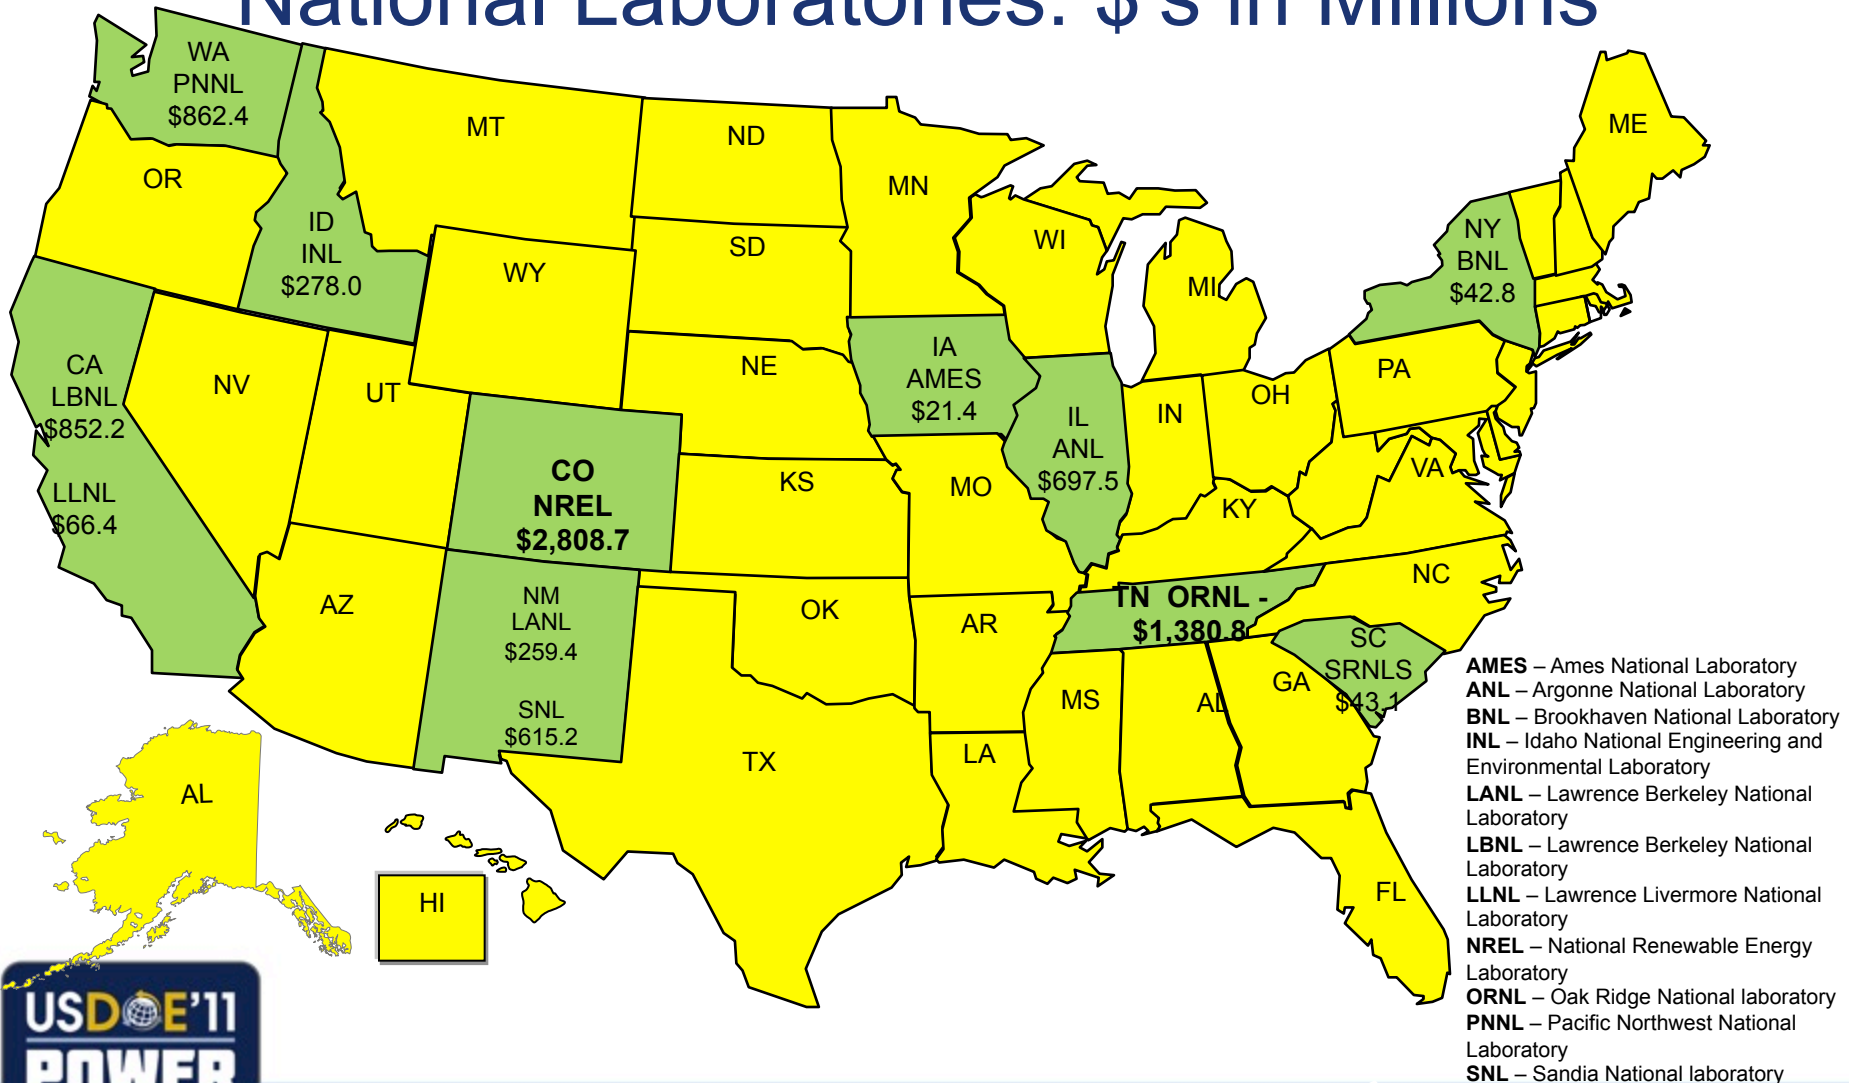 National Laboratories: $'s in Millions
WA
PNNL
$862.4
OR
ID
INL
$278.0
MT
ND
MN
WI
MI
ME
NY
BNL
$42.8
SD
WY
NE
IA
AMES
$21.4
IL
ANL
$697.5
IN
OH
PA
CA
LBNL
$852.2
LLNL
$66.4
NV
UT
CO
NREL
$2,808.7
KS
MO
KY
VA
NC
AZ
NM
LANL
$259.4
SNL
$615.2
OK
AR
TN ORNL -
$1,380.8
SC
SRNLS
$43.1
TX
LA
MS
AL
GA
FL
AL
HI
AMES – Ames National Laboratory
ANL – Argonne National Laboratory
BNL – Brookhaven National Laboratory
INL – Idaho National Engineering and
Environmental Laboratory
LANL – Lawrence Berkeley National
Laboratory
LBNL – Lawrence Berkeley National
Laboratory
LLNL – Lawrence Livermore National
Laboratory
NREL – National Renewable Energy
Laboratory
ORNL – Oak Ridge National laboratory
PNNL – Pacific Northwest National
Laboratory
SNL – Sandia National laboratory
USDOE'11
POWER